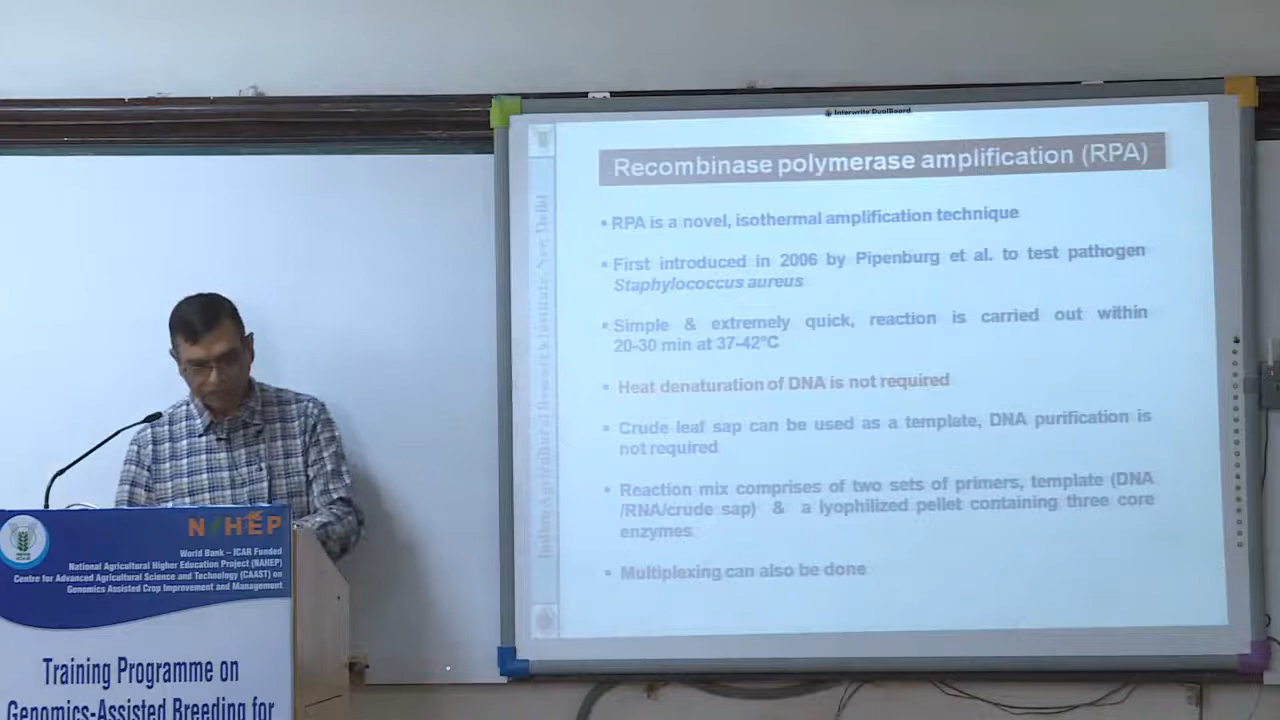 Interwrite DualBoard
Recombinase polymerase amplification (RPA)
▪ RPA is a novel, isothermal amplification technique
▪ First introduced in 2006 by Pipenburg et al. to test pathogen
Staphylococcus aureus
▪ Simple & extremely quick, reaction is carried out within
20-30 min at 37-42°C
▪ Heat denaturation of DNA is not required
▪ Crude leaf sap can be used as a template, DNA purification is
not required
▪ Reaction mix comprises of two sets of primers, template (DNA
/RNA/crude sap) & a lyophilized pellet containing three core
enzymes
▪ Multiplexing can also be done
Indian Agricultural Research Institute, New Delhi
NAHEP
World Bank – ICAR Funded
National Agricultural Higher Education Project (NAHEP)
Centre for Advanced Agricultural Science and Technology (CAAST) on
Genomics Assisted Crop Improvement and Management
Training Programme on
Genomics-Assisted Breeding for